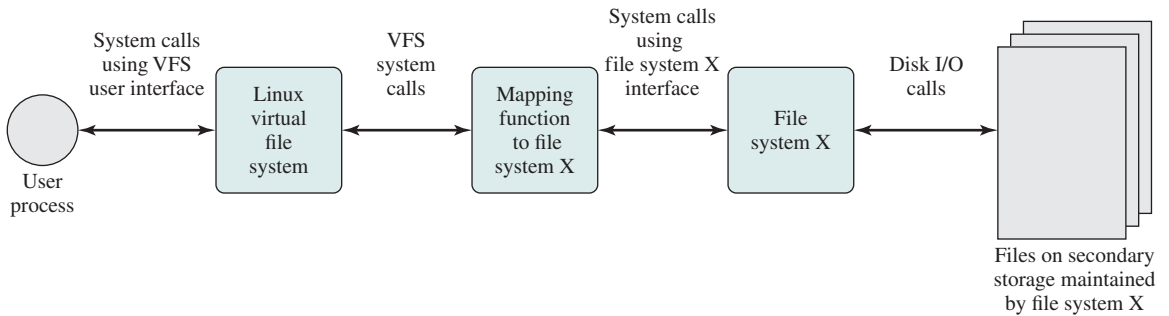 System calls
using VFS
user interface
VFS
system
calls
System calls
using
file system X
interface
Disk I/O
calls
Linux
virtual
file
system
Mapping
function
to file
system X
File
system X
User
process
Files on secondary
storage maintained
by file system X